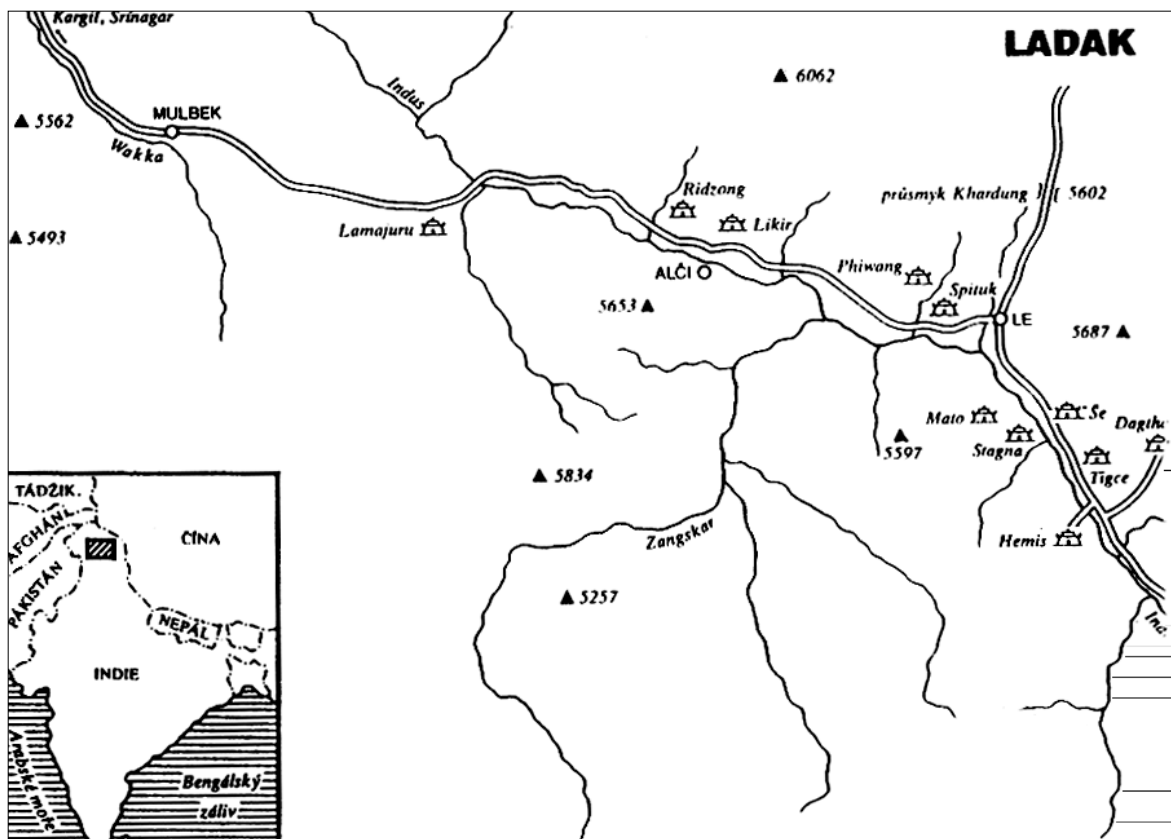 Kargil, Srínagar
LADAK
6062
Indus
5562
MULBEK
Wakka
Ridzong
průsmyk Khardung } { 5602
Lamajuru
Likir
5493
ALČI
Phiwang
Spituk
5653
LE
5687
Mato
Še
Stagna
5597
Tigce
5834
Zangskar
Hemis
5257
TÁDŽIK.
AFGHÁN.
ČÍNA
PÁKISTÁN
NEPÁL
INDIE
Arabské moře
Bengálský
záliv